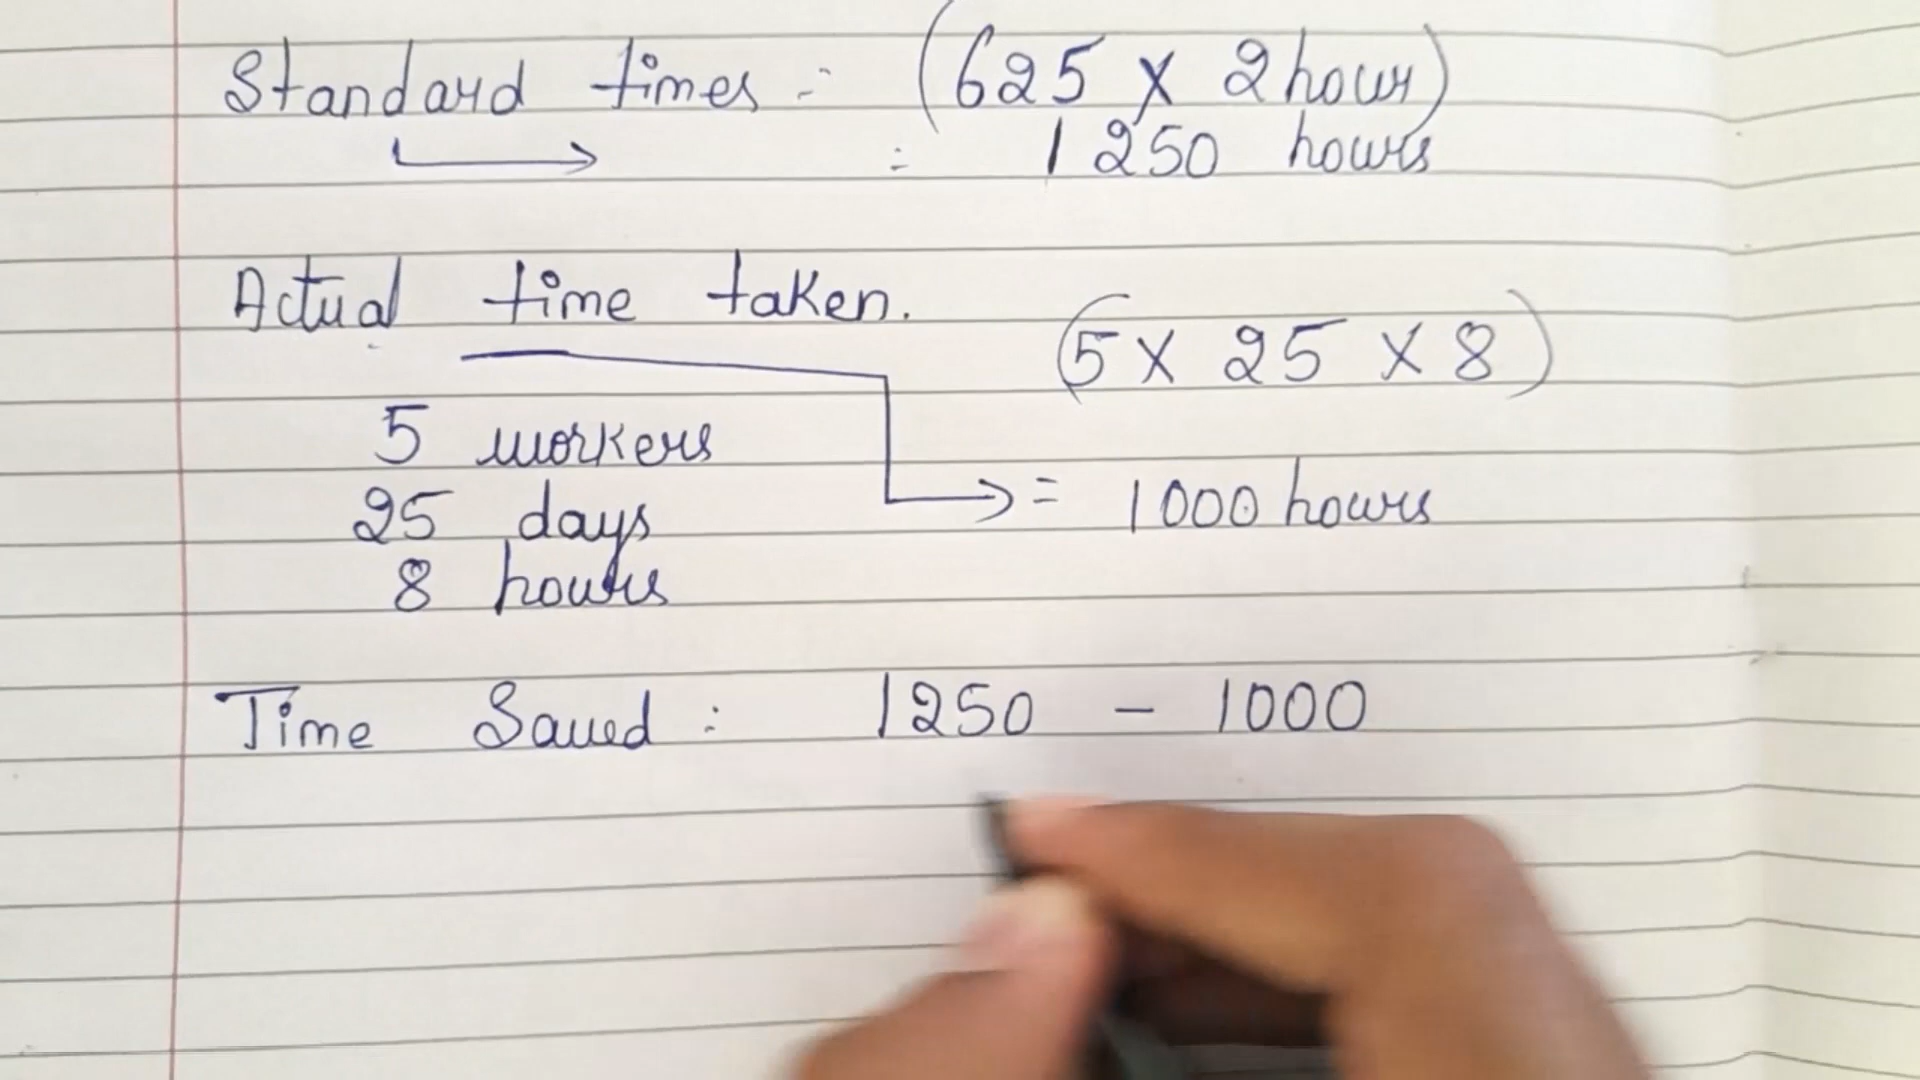 Standard times := (625 x 2 hour)
= 1250 hours
Actual time taken.
(5 x 25 x 8)
5 workers
25 days
= 1000 hours
8 hours
Time Saved : 1250 - 1000